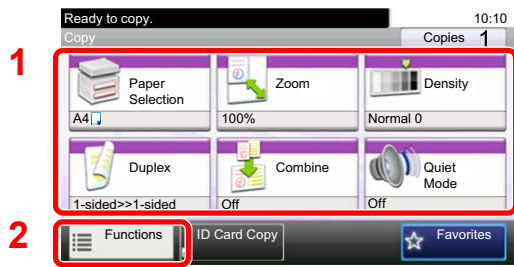 Ready to copy.
10:10
Copy
Copies 1
1
Paper
Selection
A4
Zoom
100%
Density
Normal 0
Duplex
1-sided>>1-sided
Combine
Off
Quiet
Mode
Off
2
Functions
ID Card Copy
Favorites